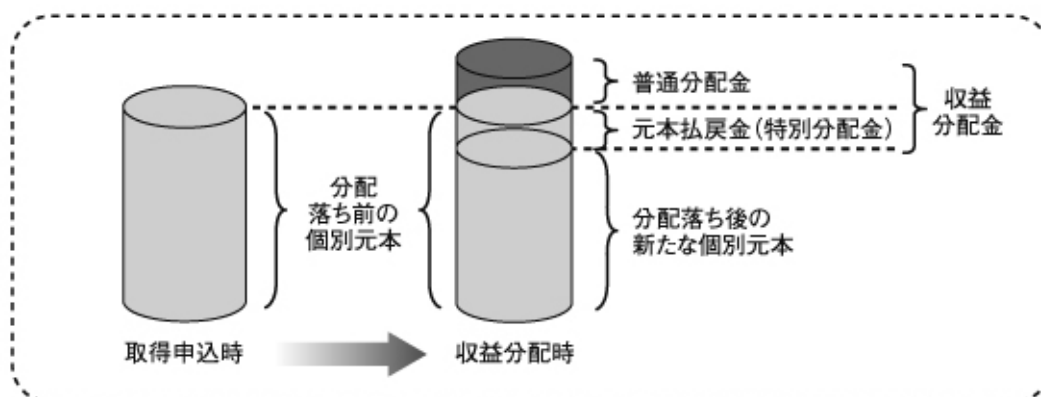 普通分配金
元本払戻金(特別分配金)
収益
分配金
分配
落ち前の
個別元本
分配落ち後の
新たな個別元本
取得申込時
収益分配時